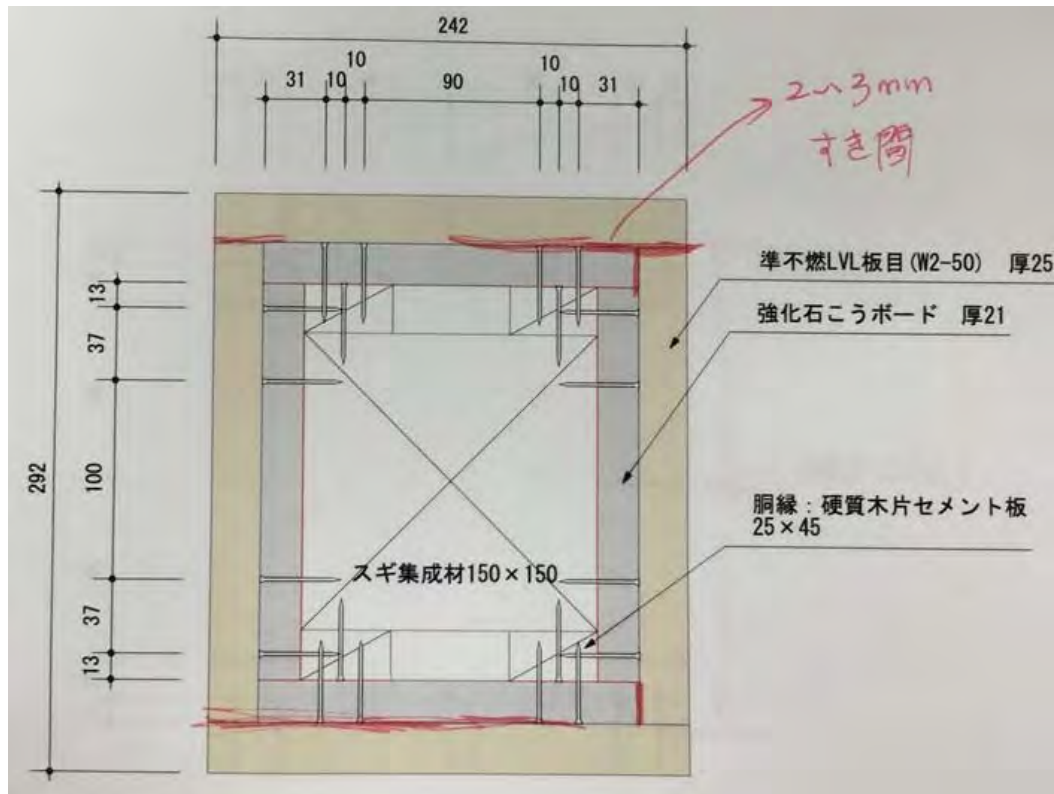 242
10
10
31
10
90
10
31
2〜3mm
すき間
準不燃LVL板目(W2-50) 厚25
強化石こうボード 厚21
胴縁：硬質木片セメント板
25×45
スギ集成材150×150
13
37
100
37
13
292